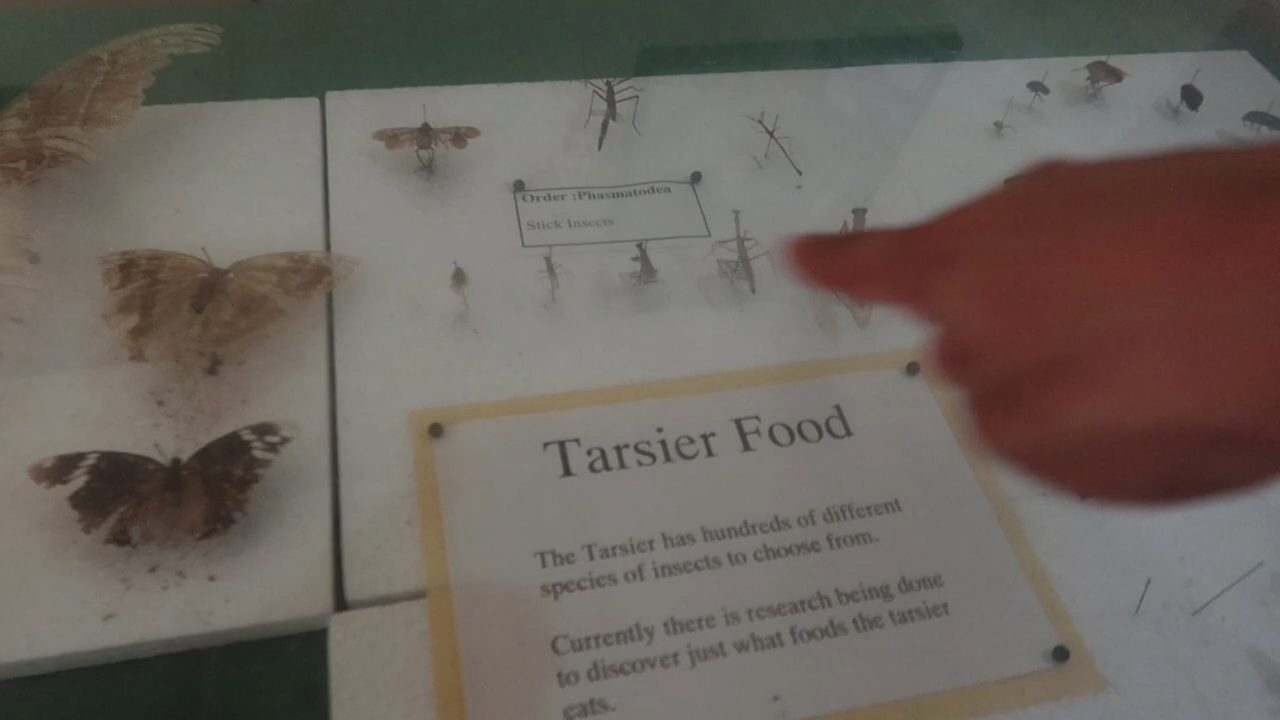 Order :Phasmatodea
Stick Insects
Tarsier Food
The Tarsier has hundreds of different
species of insects to choose from.
Currently there is research being done
to discover just what foods the tarsier
eats.